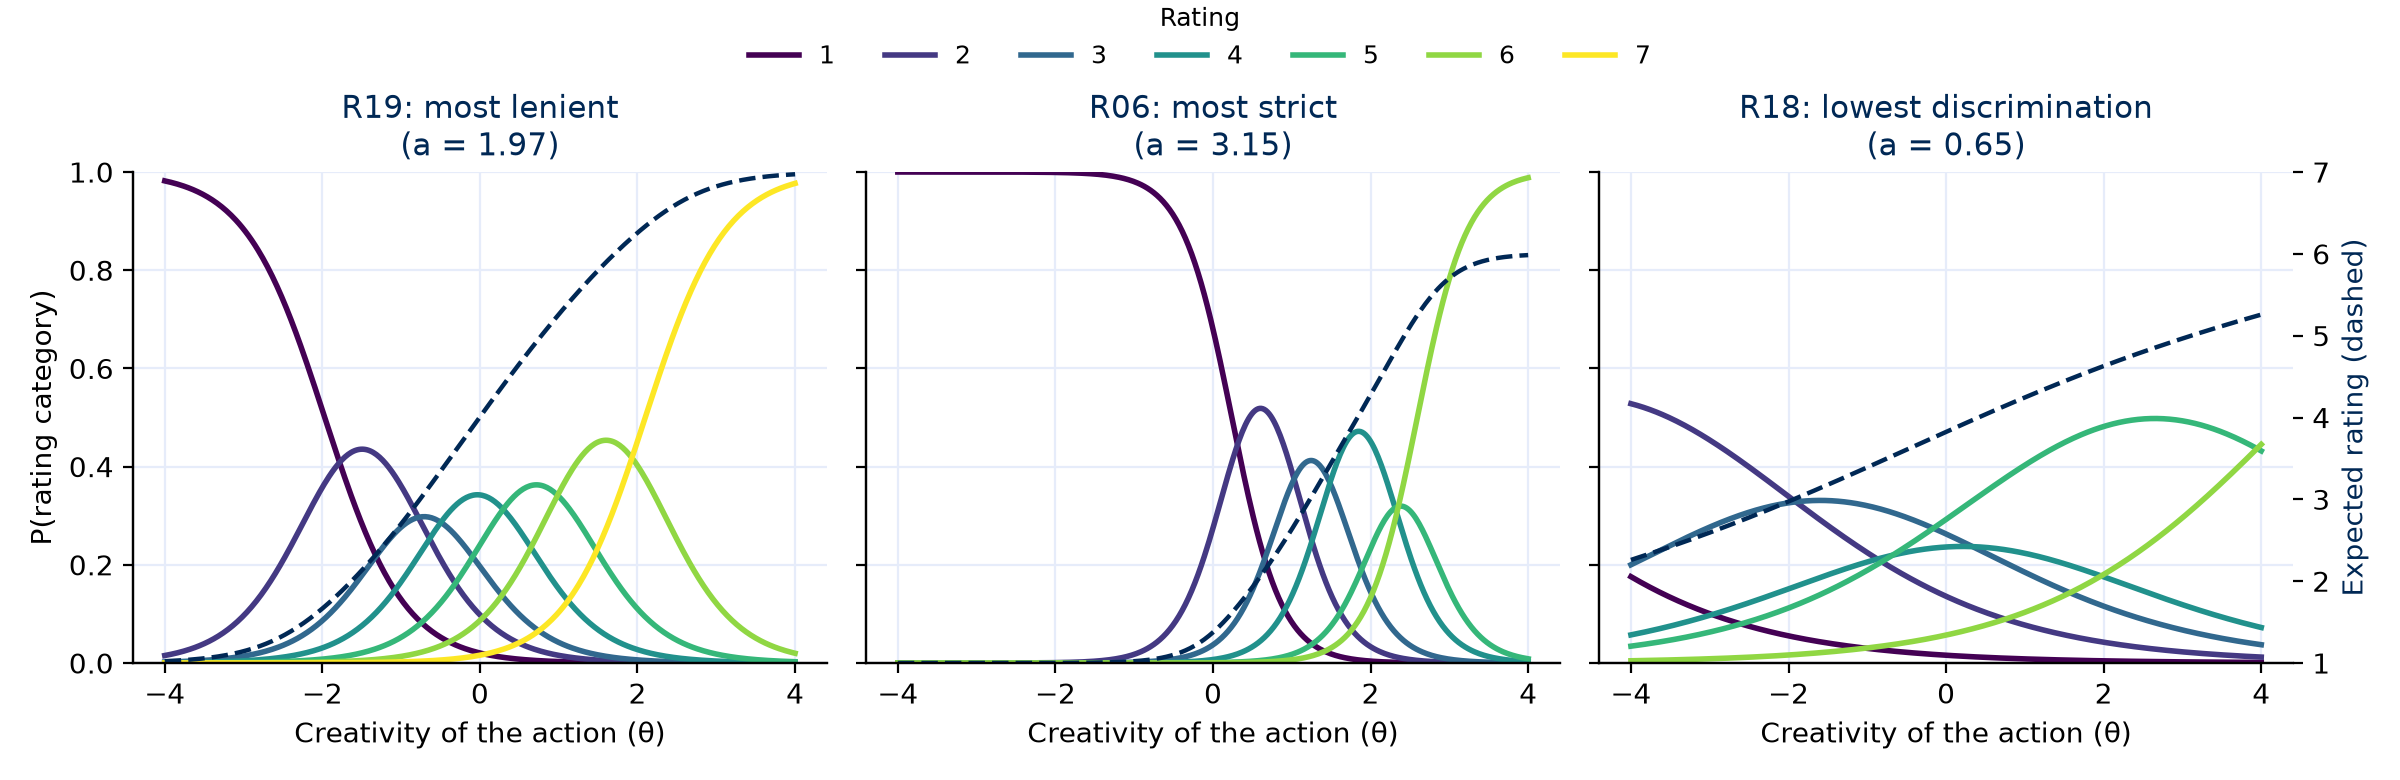 Rating
1 2 3 4 5 6 7
R19: most lenient
(a = 1.97)
R06: most strict
(a = 3.15)
R18: lowest discrimination
(a = 0.65)
P(rating category)
1.0
0.8
0.6
0.4
0.2
0.0
−4 −2 0 2 4
Creativity of the action (θ)
−4 −2 0 2 4
Creativity of the action (θ)
−4 −2 0 2 4
Creativity of the action (θ)
7
6
5
4
3
2
1
Expected rating (dashed)